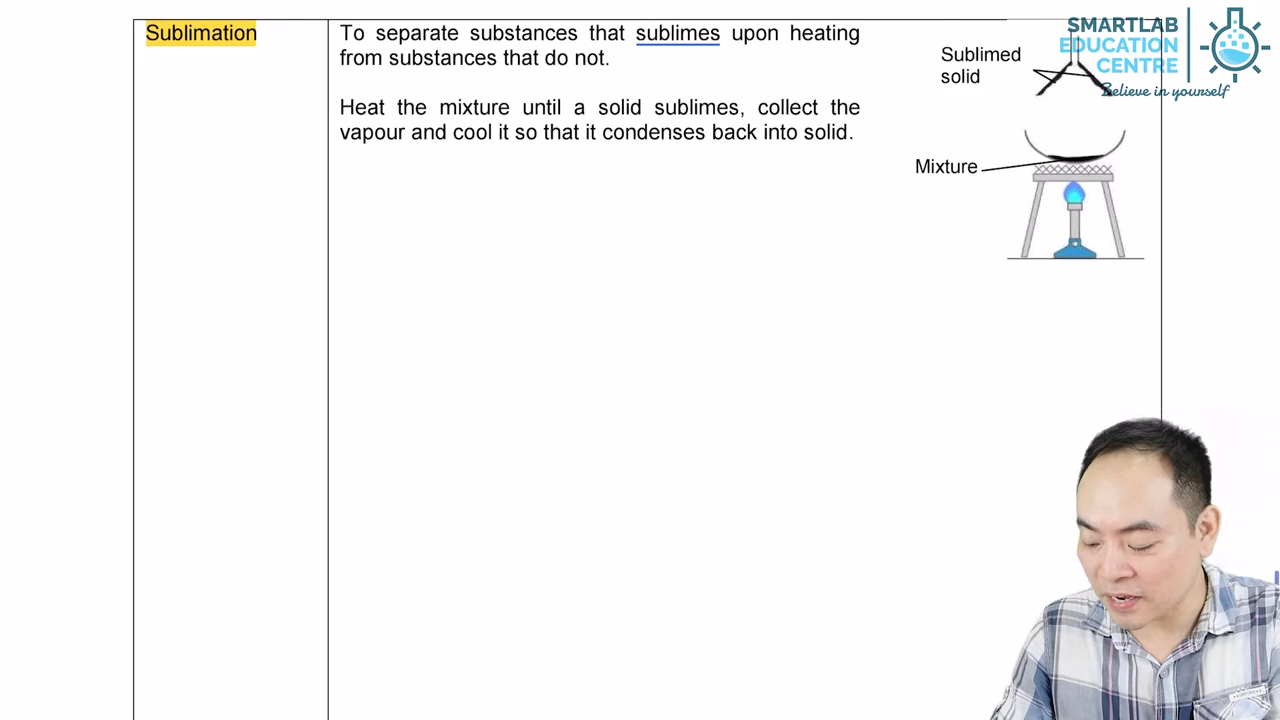 Sublimation
To separate substances that sublimes upon heating
from substances that do not.
Heat the mixture until a solid sublimes, collect the
vapour and cool it so that it condenses back into solid.
Sublimed
solid
Mixture
SMARTLAB
EDUCATION
CENTRE
Believe in yourself